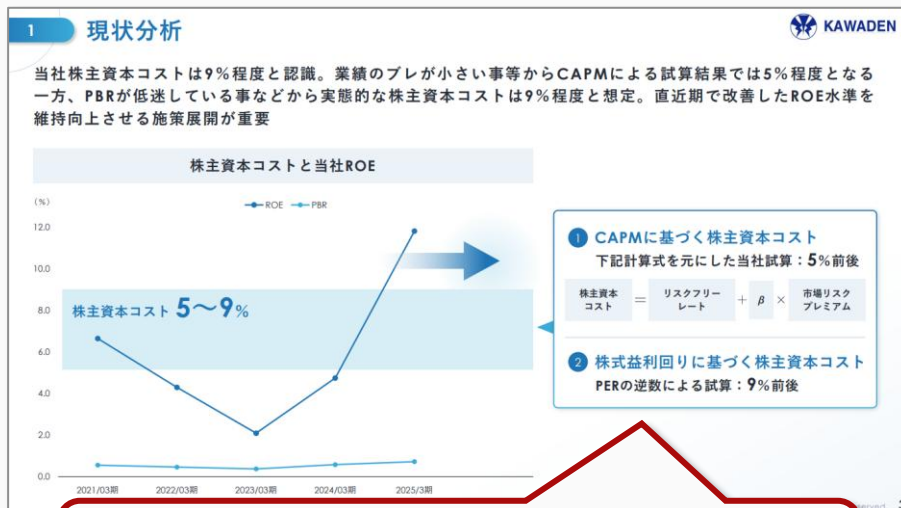 1
現状分析
KAWADEN
当社株主資本コストは9%程度と認識。業績のブレが小さい事等からCAPMによる試算結果では5%程度となる
一方、PBRが低迷している事などから実態的な株主資本コストは9%程度と想定。直近期で改善したROE水準を
維持向上させる施策展開が重要
株主資本コストと当社ROE
(%)
ROE PBR
12.0
10.0
8.0
6.0
4.0
2.0
0.0
株主資本コスト 5〜9%
2021/03期 2022/03期 2023/03期 2024/03期 2025/3期
1 CAPMに基づく株主資本コスト
下記計算式を元にした当社試算：5%前後
株主資本
コスト
=
リスクフリー
レート
+ β ×
市場リスク
プレミアム
2 株式益利回りに基づく株主資本コスト
PERの逆数による試算：9%前後